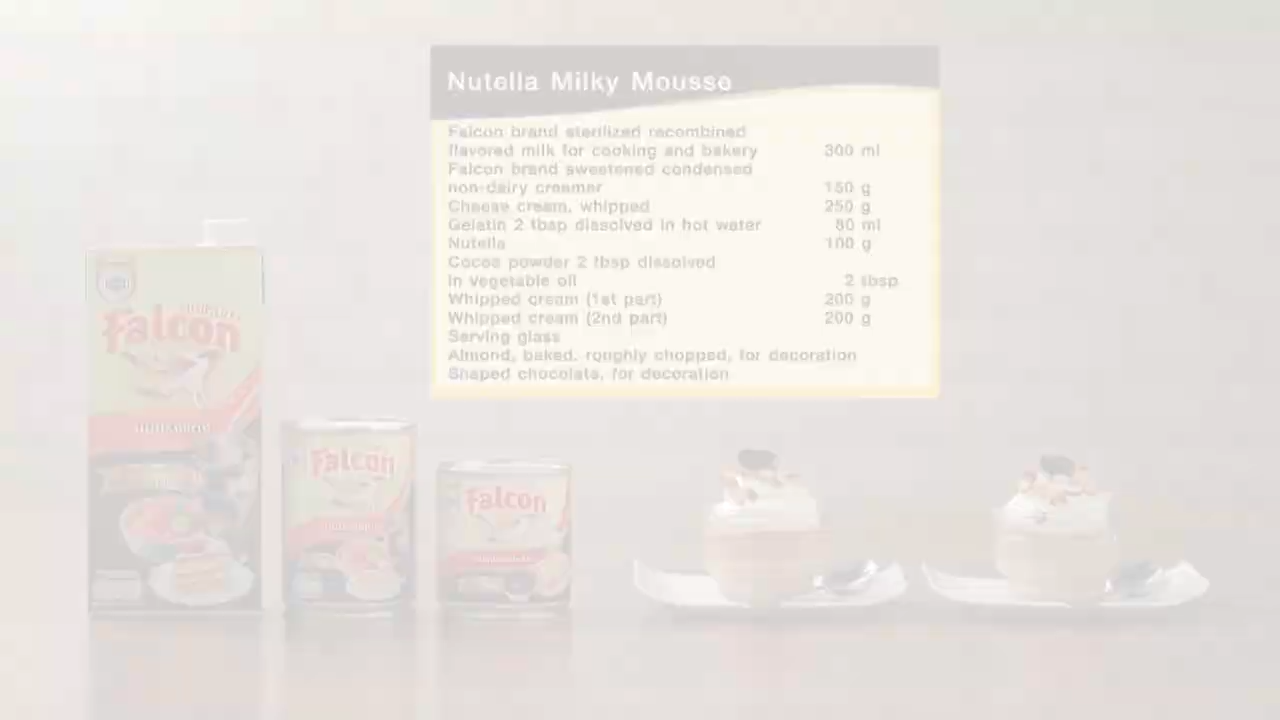 Nutella Milky Mousse
Falcon brand sterilized recombined
flavored milk for cooking and bakery 300 ml
Falcon brand sweetened condensed
non-dairy creamer 150 g
Cheese cream, whipped 250 g
Gelatin 2 tbsp dissolved in hot water 80 ml
Nutella 100 g
Cocoa powder 2 tbsp dissolved
in vegetable oil 2 tbsp
Whipped cream (1st part) 200 g
Whipped cream (2nd part) 200 g
Serving glass
Almond, baked, roughly chopped, for decoration
Shaped chocolate, for decoration
Falcon
Falcon
Falcon